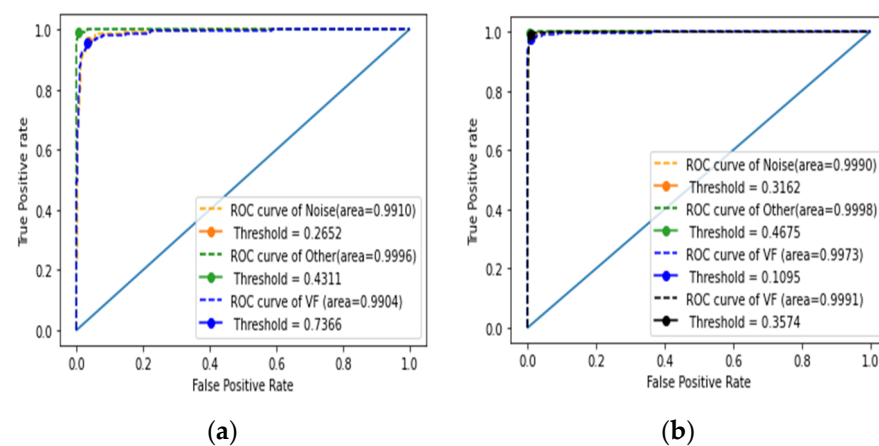 1.0
0.8
0.6
0.4
0.2
0.0
True Positive rate
ROC curve of Noise(area=0.9910)
Threshold = 0.2652
ROC curve of Other(area=0.9996)
Threshold = 0.4311
ROC curve of VF (area=0.9904)
Threshold = 0.7366
0.0 0.2 0.4 0.6 0.8 1.0
False Positive Rate
(a)
1.0
0.8
0.6
0.4
0.2
0.0
True Positive rate
ROC curve of Noise(area=0.9990)
Threshold = 0.3162
ROC curve of Other(area=0.9998)
Threshold = 0.4675
ROC curve of VF (area=0.9973)
Threshold = 0.1095
ROC curve of VF (area=0.9991)
Threshold = 0.3574
0.0 0.2 0.4 0.6 0.8 1.0
False Positive Rate
(b)